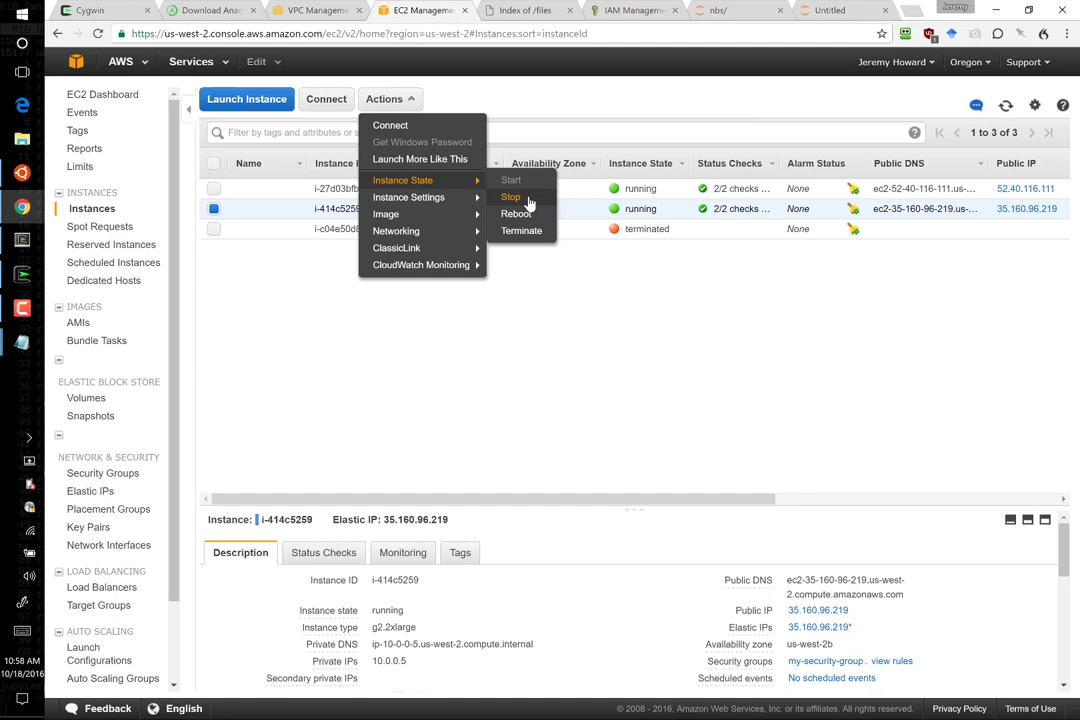 Cygwin
Download Anac
VPC Manageme
EC2 Managemen
Index of /files
IAM Managemen
nbs/
Untitled
Jeremy
https://us-west-2.console.aws.amazon.com/ec2/v2/home?region=us-west-2#Instances:sort=instanceId
AWS Services Edit
Jeremy Howard Oregon Support
EC2 Dashboard
Events
Tags
Reports
Limits
INSTANCES
Instances
Spot Requests
Reserved Instances
Scheduled Instances
Dedicated Hosts
IMAGES
AMIs
Bundle Tasks
ELASTIC BLOCK STORE
Volumes
Snapshots
NETWORK & SECURITY
Security Groups
Elastic IPs
Placement Groups
Key Pairs
Network Interfaces
LOAD BALANCING
Load Balancers
Target Groups
AUTO SCALING
Launch
Configurations
Auto Scaling Groups
Launch Instance Connect Actions
Filter by tags and attributes or s
1 to 3 of 3
Name Instance I Availability Zone Instance State Status Checks Alarm Status Public DNS Public IP
i-27d03bfb running 2/2 checks ... None ec2-52-40-116-111.us-... 52.40.116.111
i-414c5259 running 2/2 checks ... None ec2-35-160-96-219.us-... 35.160.96.219
i-c04e50d8 terminated None
Connect
Get Windows Password
Launch More Like This
Instance State
Instance Settings
Image
Networking
ClassicLink
CloudWatch Monitoring
Start
Stop
Reboot
Terminate
Instance: i-414c5259 Elastic IP: 35.160.96.219
Description Status Checks Monitoring Tags
Instance ID i-414c5259
Instance state running
Instance type g2.2xlarge
Private DNS ip-10-0-0-5.us-west-2.compute.internal
Private IPs 10.0.0.5
Secondary private IPs
Public DNS ec2-35-160-96-219.us-west-
2.compute.amazonaws.com
Public IP 35.160.96.219
Elastic IPs 35.160.96.219*
Availability zone us-west-2b
Security groups my-security-group . view rules
Scheduled events No scheduled events
10:58 AM
10/18/2016
Feedback English
© 2008 - 2016, Amazon Web Services, Inc. or its affiliates. All rights reserved. Privacy Policy Terms of Use